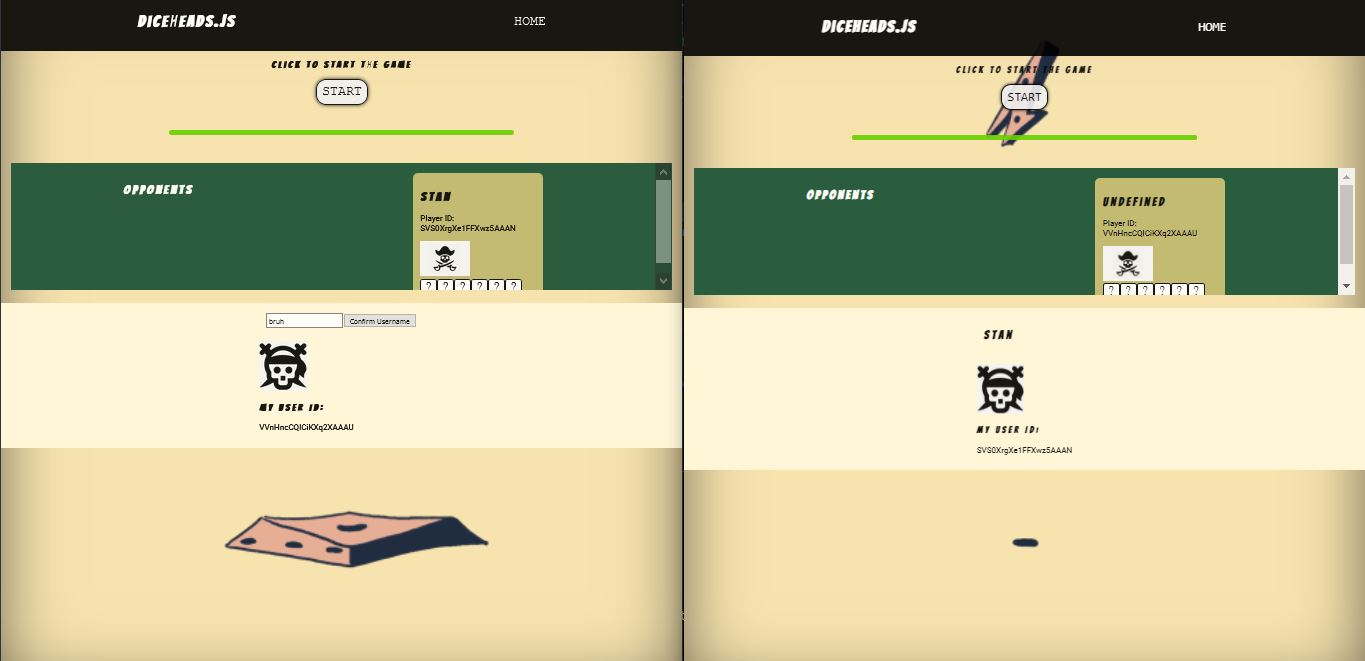 DICEHEADS.JS
HOME
CLICK TO START THE GAME
START
OPPONENTS
STAN
Player ID:
SVS0XrgXe1FFXwz5AAAN
? ? ? ? ? ?
bruh
Confirm Username
MY USER ID:
VVnHncCQICiKXq2XAAAU
DICEHEADS.JS
HOME
CLICK TO START THE GAME
START
OPPONENTS
UNDEFINED
Player ID:
VVnHncCQICiKXq2XAAAU
? ? ? ? ? ?
STAN
MY USER ID:
SVS0XrgXe1FFXwz5AAAN